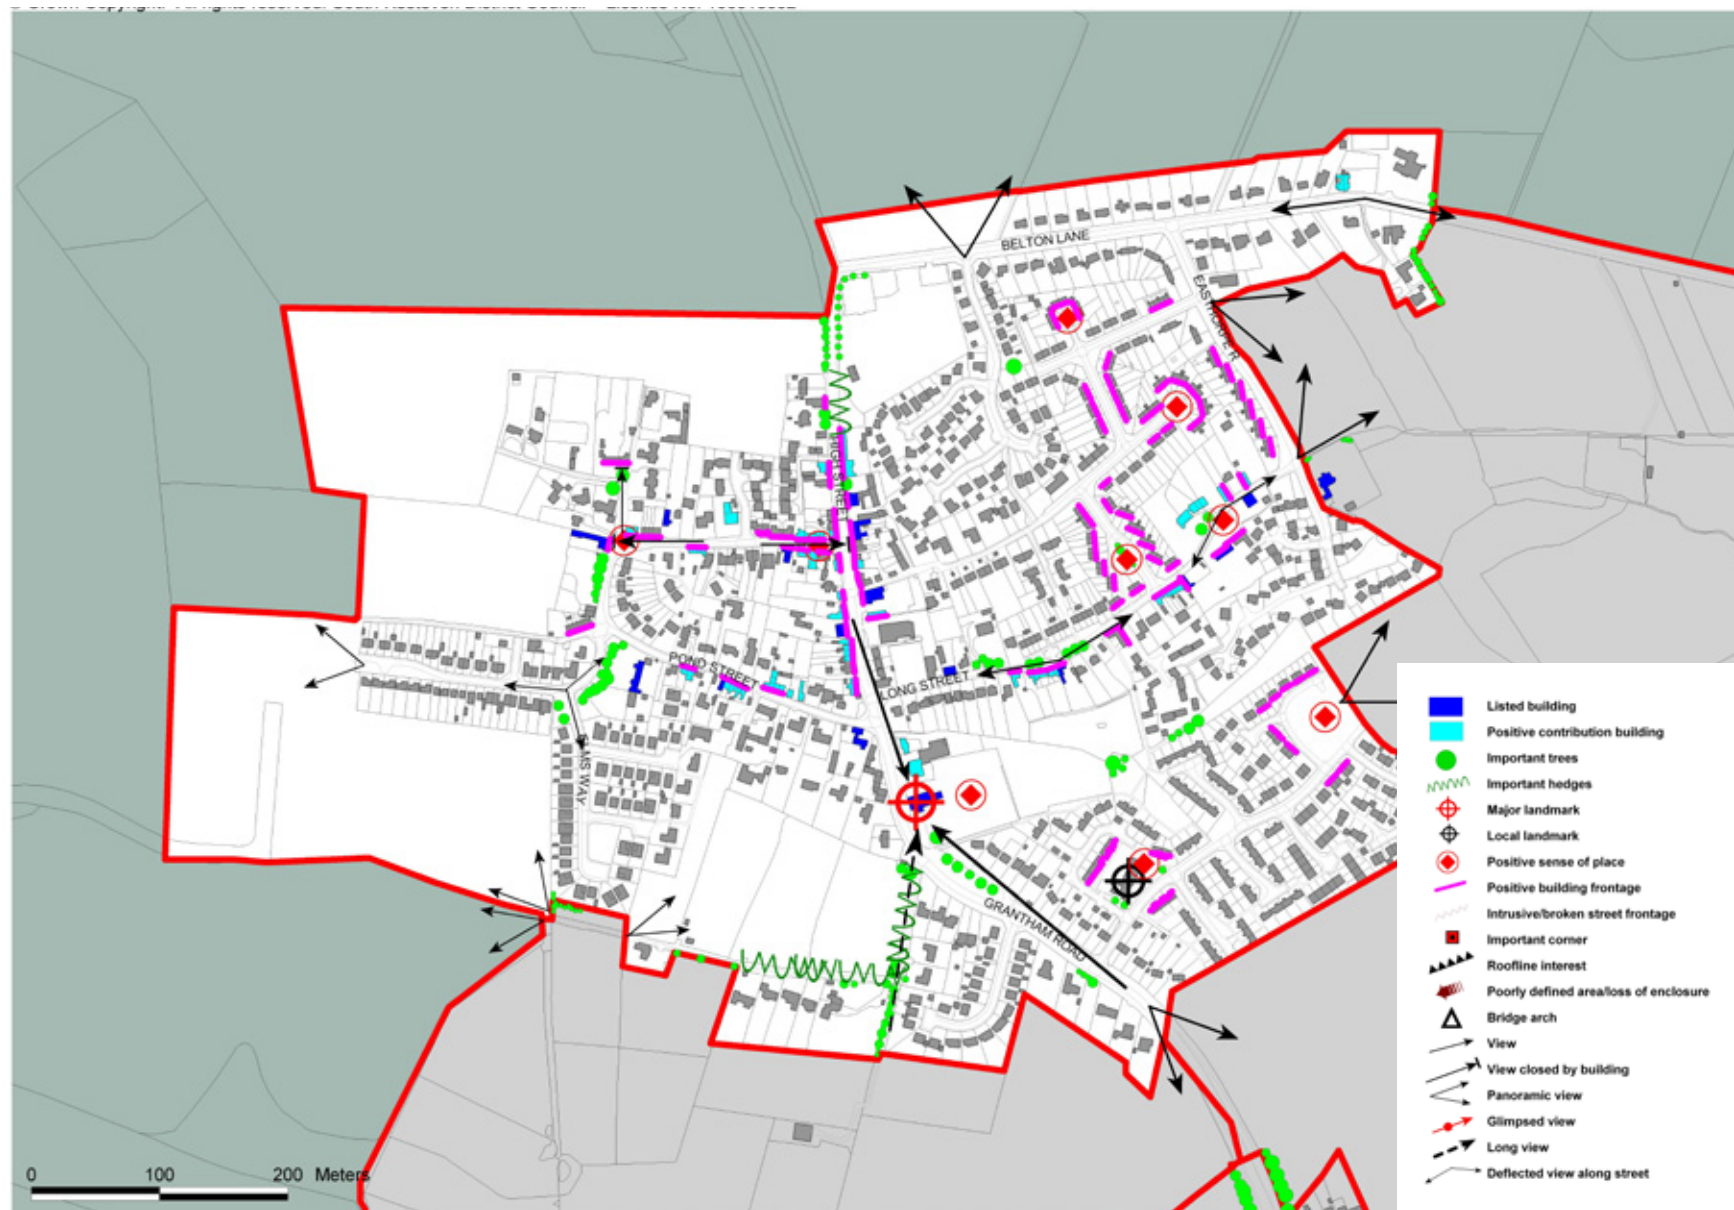 BELTON LANE
HIGH STREET
POND STREET
LONG STREET
GRANTHAM ROAD
0 100 200 Meters
Listed building
Positive contribution building
Important trees
Important hedges
Major landmark
Local landmark
Positive sense of place
Positive building frontage
Intrusive/broken street frontage
Important corner
Roofline interest
Poorly defined area/loss of enclosure
Bridge arch
View
View closed by building
Panoramic view
Glimpsed view
Long view
Deflected view along street